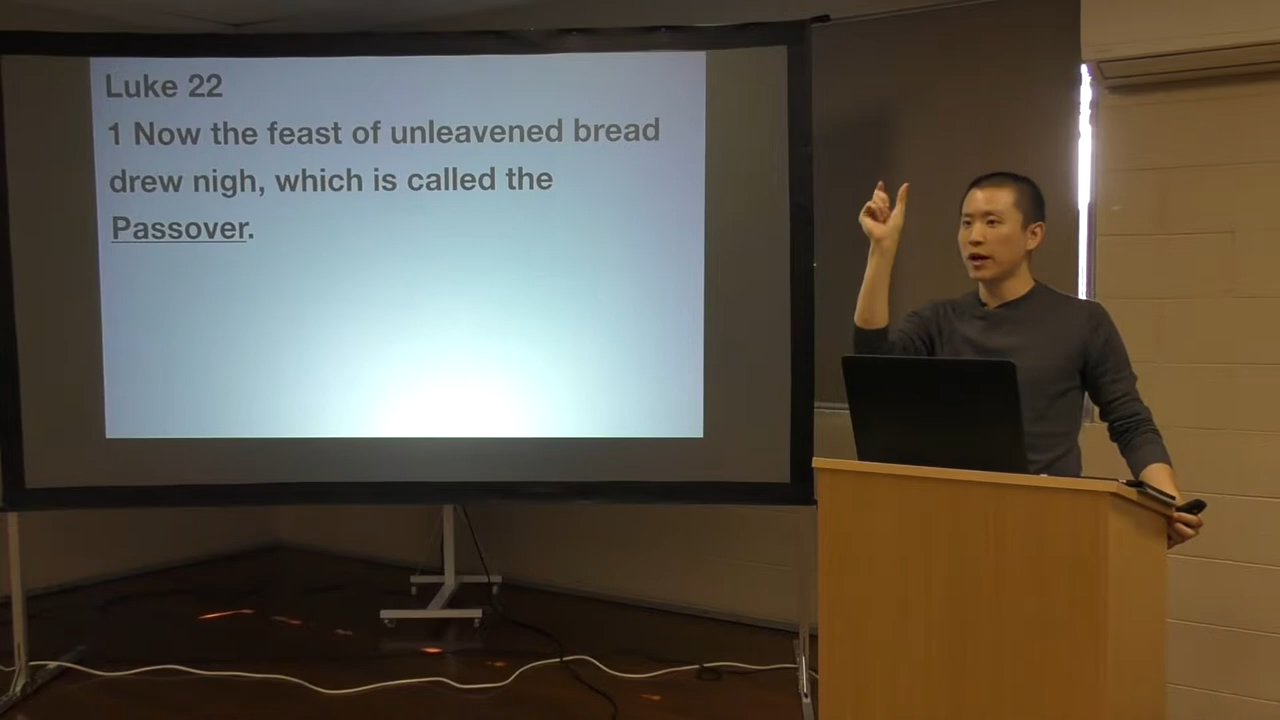 Luke 22
1 Now the feast of unleavened bread
drew nigh, which is called the
Passover.